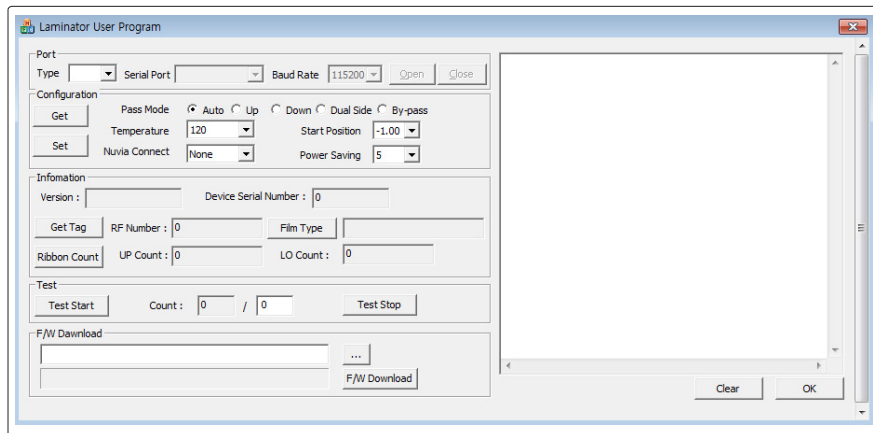 Laminator User Program
Port
Type Serial Port Baud Rate 115200 Open Close
Configuration
Get Pass Mode Auto Up Down Dual Side By-pass
Temperature 120 Start Position -1.00
Set Nuvia Connect None Power Saving 5
Infomation
Version : Device Serial Number : 0
Get Tag RF Number : 0 Film Type
Ribbon Count UP Count : 0 LO Count : 0
Test
Test Start Count : 0 / 0 Test Stop
F/W Dawnload
...
F/W Download
Clear OK